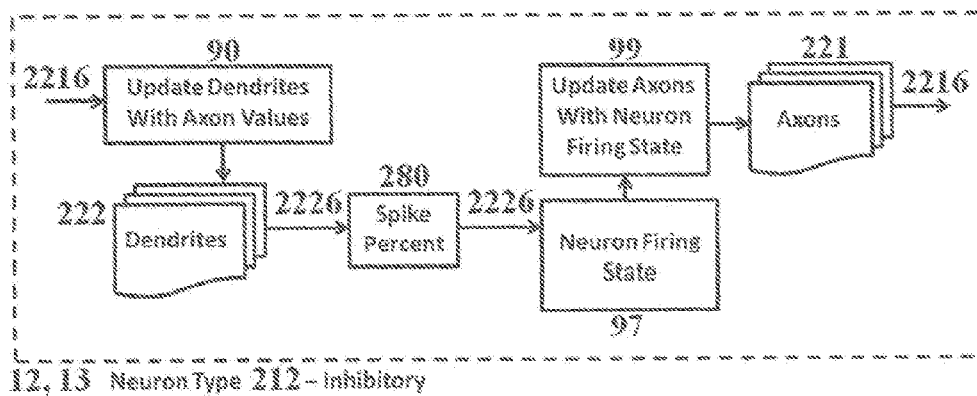 90
2216
Update Dendrites
With Axon Values
222
Dendrites
2226
280
Spike
Percent
2226
99
Update Axons
With Neuron
Firing State
Neuron Firing
State
97
221
Axons
2216
12, 13 Neuron Type 212 – Inhibitory